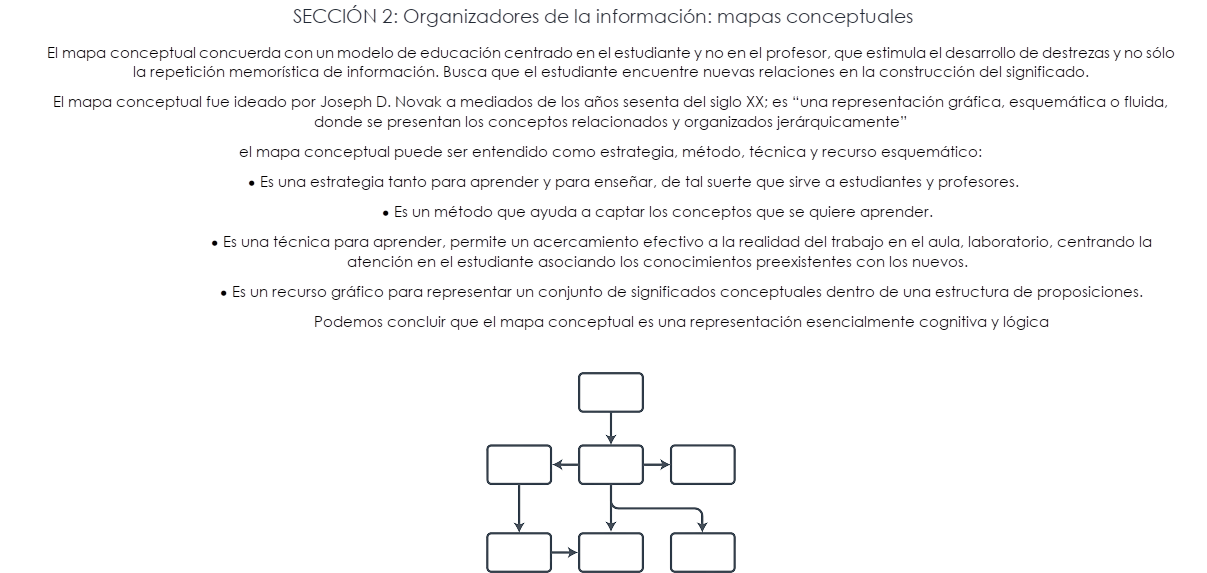 SECCIÓN 2: Organizadores de la información: mapas conceptuales
El mapa conceptual concuerda con un modelo de educación centrado en el estudiante y no en el profesor, que estimula el desarrollo de destrezas y no sólo
la repetición memorística de información. Busca que el estudiante encuentre nuevas relaciones en la construcción del significado.
El mapa conceptual fue ideado por Joseph D. Novak a mediados de los años sesenta del siglo XX; es “una representación gráfica, esquemática o fluida,
donde se presentan los conceptos relacionados y organizados jerárquicamente”
el mapa conceptual puede ser entendido como estrategia, método, técnica y recurso esquemático:
• Es una estrategia tanto para aprender y para enseñar, de tal suerte que sirve a estudiantes y profesores.
• Es un método que ayuda a captar los conceptos que se quiere aprender.
• Es una técnica para aprender, permite un acercamiento efectivo a la realidad del trabajo en el aula, laboratorio, centrando la
atención en el estudiante asociando los conocimientos preexistentes con los nuevos.
• Es un recurso gráfico para representar un conjunto de significados conceptuales dentro de una estructura de proposiciones.
Podemos concluir que el mapa conceptual es una representación esencialmente cognitiva y lógica